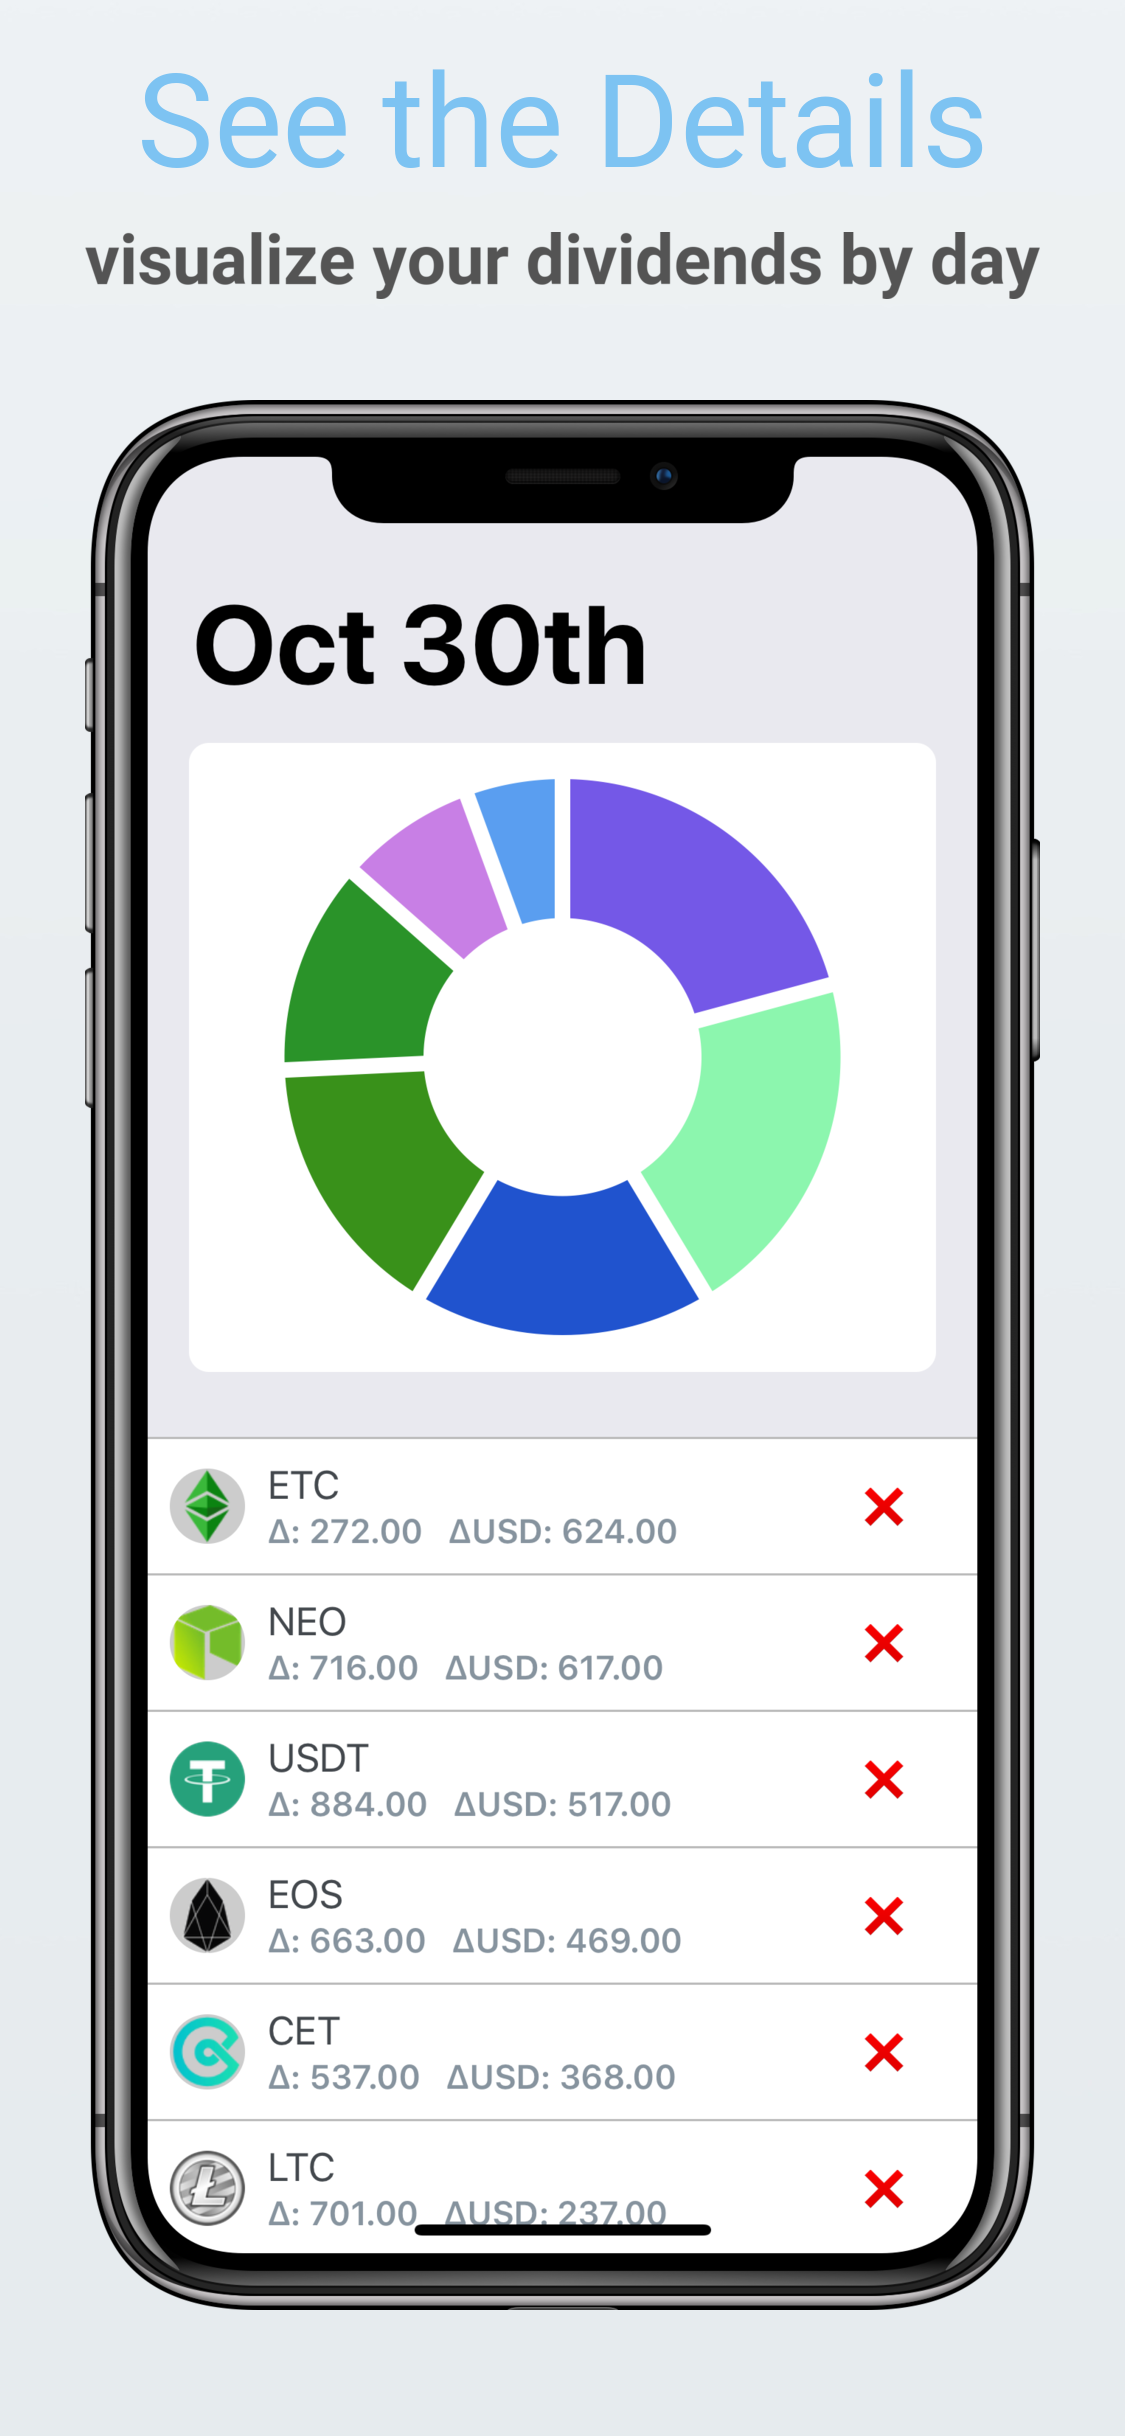 See the Details
visualize your dividends by day
Oct 30th
ETC
Δ: 272.00 ΔUSD: 624.00
NEO
Δ: 716.00 ΔUSD: 617.00
USDT
Δ: 884.00 ΔUSD: 517.00
EOS
Δ: 663.00 ΔUSD: 469.00
CET
Δ: 537.00 ΔUSD: 368.00
LTC
Δ: 701.00 ΔUSD: 237.00